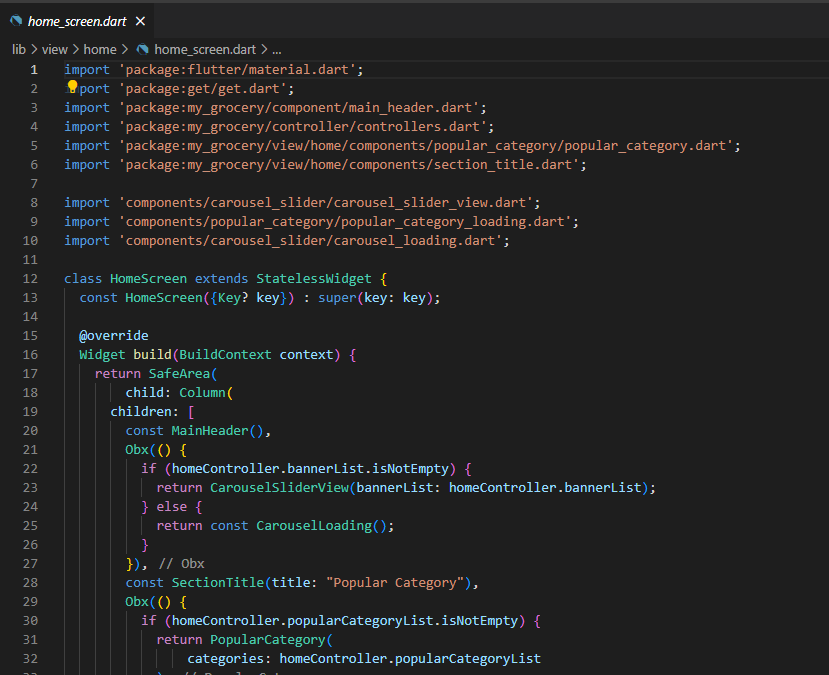 home_screen.dart ×
lib > view > home > home_screen.dart > ...
1 import 'package:flutter/material.dart';
2 import 'package:get/get.dart';
3 import 'package:my_grocery/component/main_header.dart';
4 import 'package:my_grocery/controller/controllers.dart';
5 import 'package:my_grocery/view/home/components/popular_category/popular_category.dart';
6 import 'package:my_grocery/view/home/components/section_title.dart';
7
8 import 'components/carousel_slider/carousel_slider_view.dart';
9 import 'components/popular_category/popular_category_loading.dart';
10 import 'components/carousel_slider/carousel_loading.dart';
11
12 class HomeScreen extends StatelessWidget {
13 const HomeScreen({Key? key}) : super(key: key);
14
15 @override
16 Widget build(BuildContext context) {
17 return SafeArea(
18 child: Column(
19 children: [
20 const MainHeader(),
21 Obx(() {
22 if (homeController.bannerList.isNotEmpty) {
23 return CarouselSliderView(bannerList: homeController.bannerList);
24 } else {
25 return const CarouselLoading();
26 }
27 }), // Obx
28 const SectionTitle(title: "Popular Category"),
29 Obx(() {
30 if (homeController.popularCategoryList.isNotEmpty) {
31 return PopularCategory(
32 categories: homeController.popularCategoryList